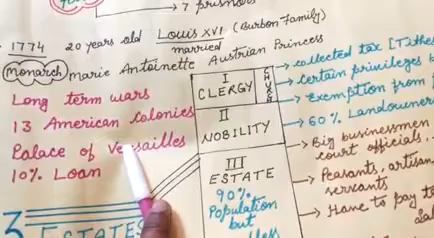 → 7 prisners
1774 20 years old Louis XVI (Burbon Family)
married
Monarch Marie Antoinette Austrian Princess
Long term wars
13 American Colonies
Palace of Versailles
10% Loan
3 ESTATES
I
CLERGY
II
NOBILITY
III
ESTATE
90%
Population
but
→ collected tax
→ Certain privileges
→ Exemption from
→ 60% Landowner
→ Big businessmen
court officials
→ Peasants, artisan
servants
→ Have to pay